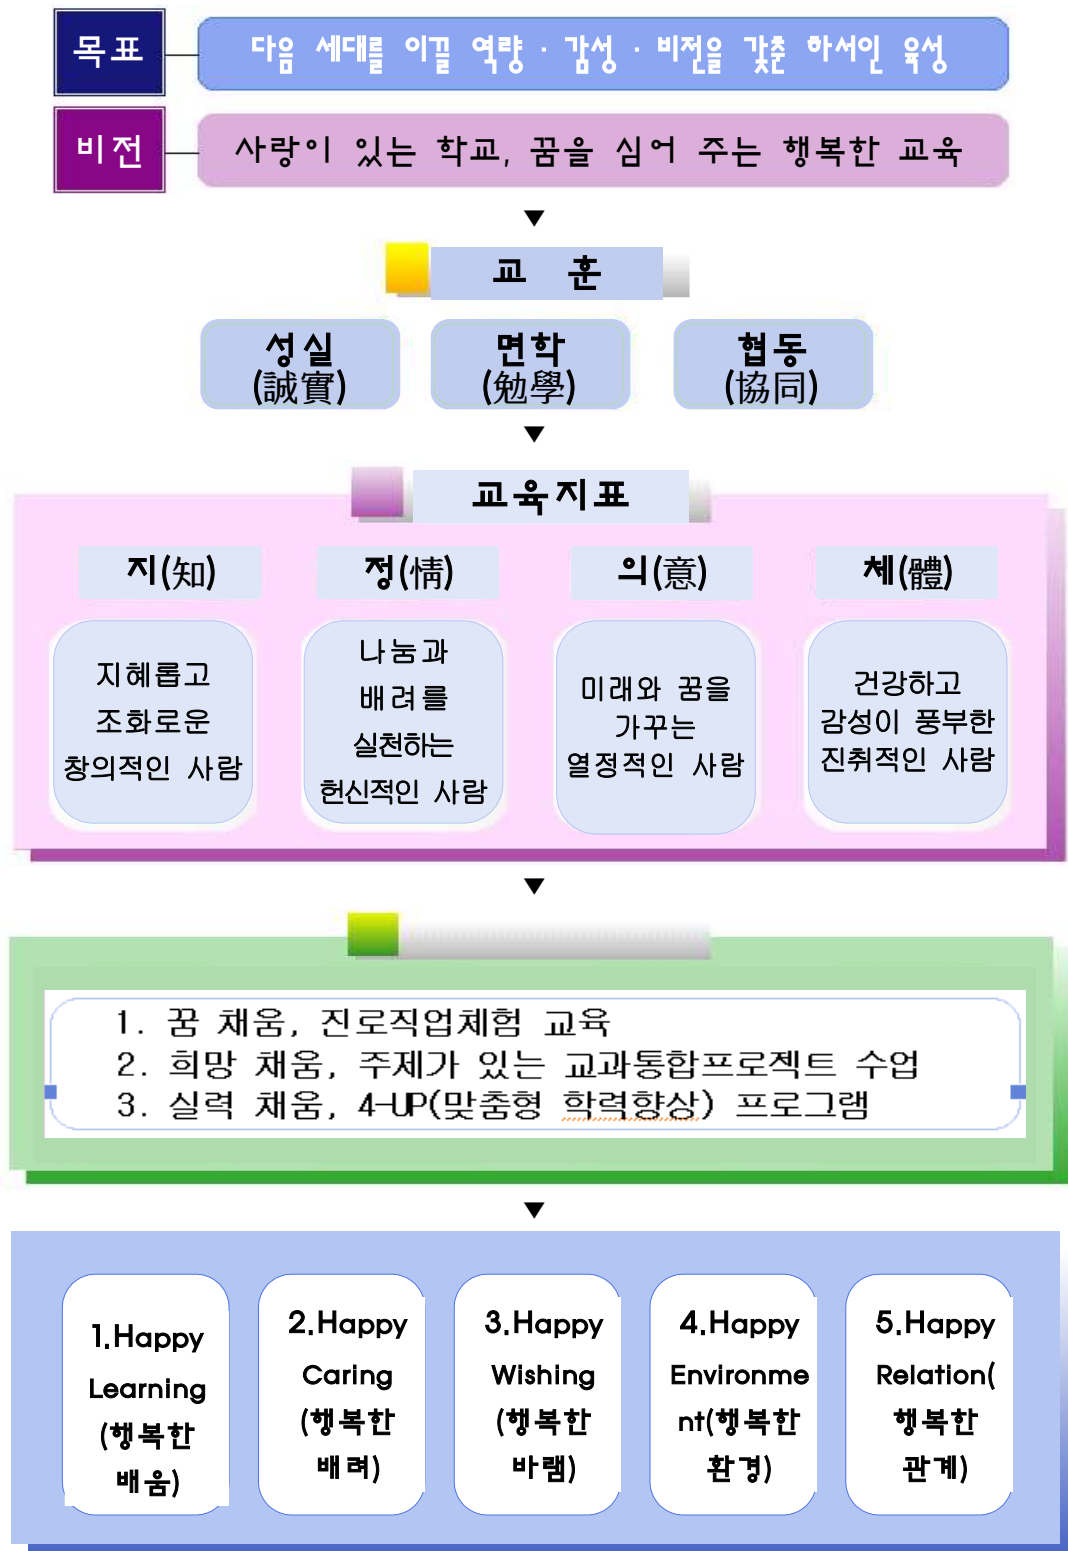 목표
다음 세대를 이끌 역량·감성·비전을 갖춘 하서인 육성
비전
사랑이 있는 학교, 꿈을 심어 주는 행복한 교육
▼
교 훈
성실
(誠實)
면학
(勉學)
협동
(協同)
▼
교육지표
지(知)
정(情)
의(意)
체(體)
지혜롭고
조화로운
창의적인 사람
나눔과
배려를
실천하는
헌신적인 사람
미래와 꿈을
가꾸는
열정적인 사람
건강하고
감성이 풍부한
진취적인 사람
▼
1. 꿈 채움, 진로직업체험 교육
2. 희망 채움, 주제가 있는 교과통합프로젝트 수업
3. 실력 채움, 4-UP(맞춤형 학력향상) 프로그램
▼
1.Happy
Learning
(행복한
배움)
2.Happy
Caring
(행복한
배려)
3.Happy
Wishing
(행복한
바램)
4.Happy
Environme
nt(행복한
환경)
5.Happy
Relation(
행복한
관계)